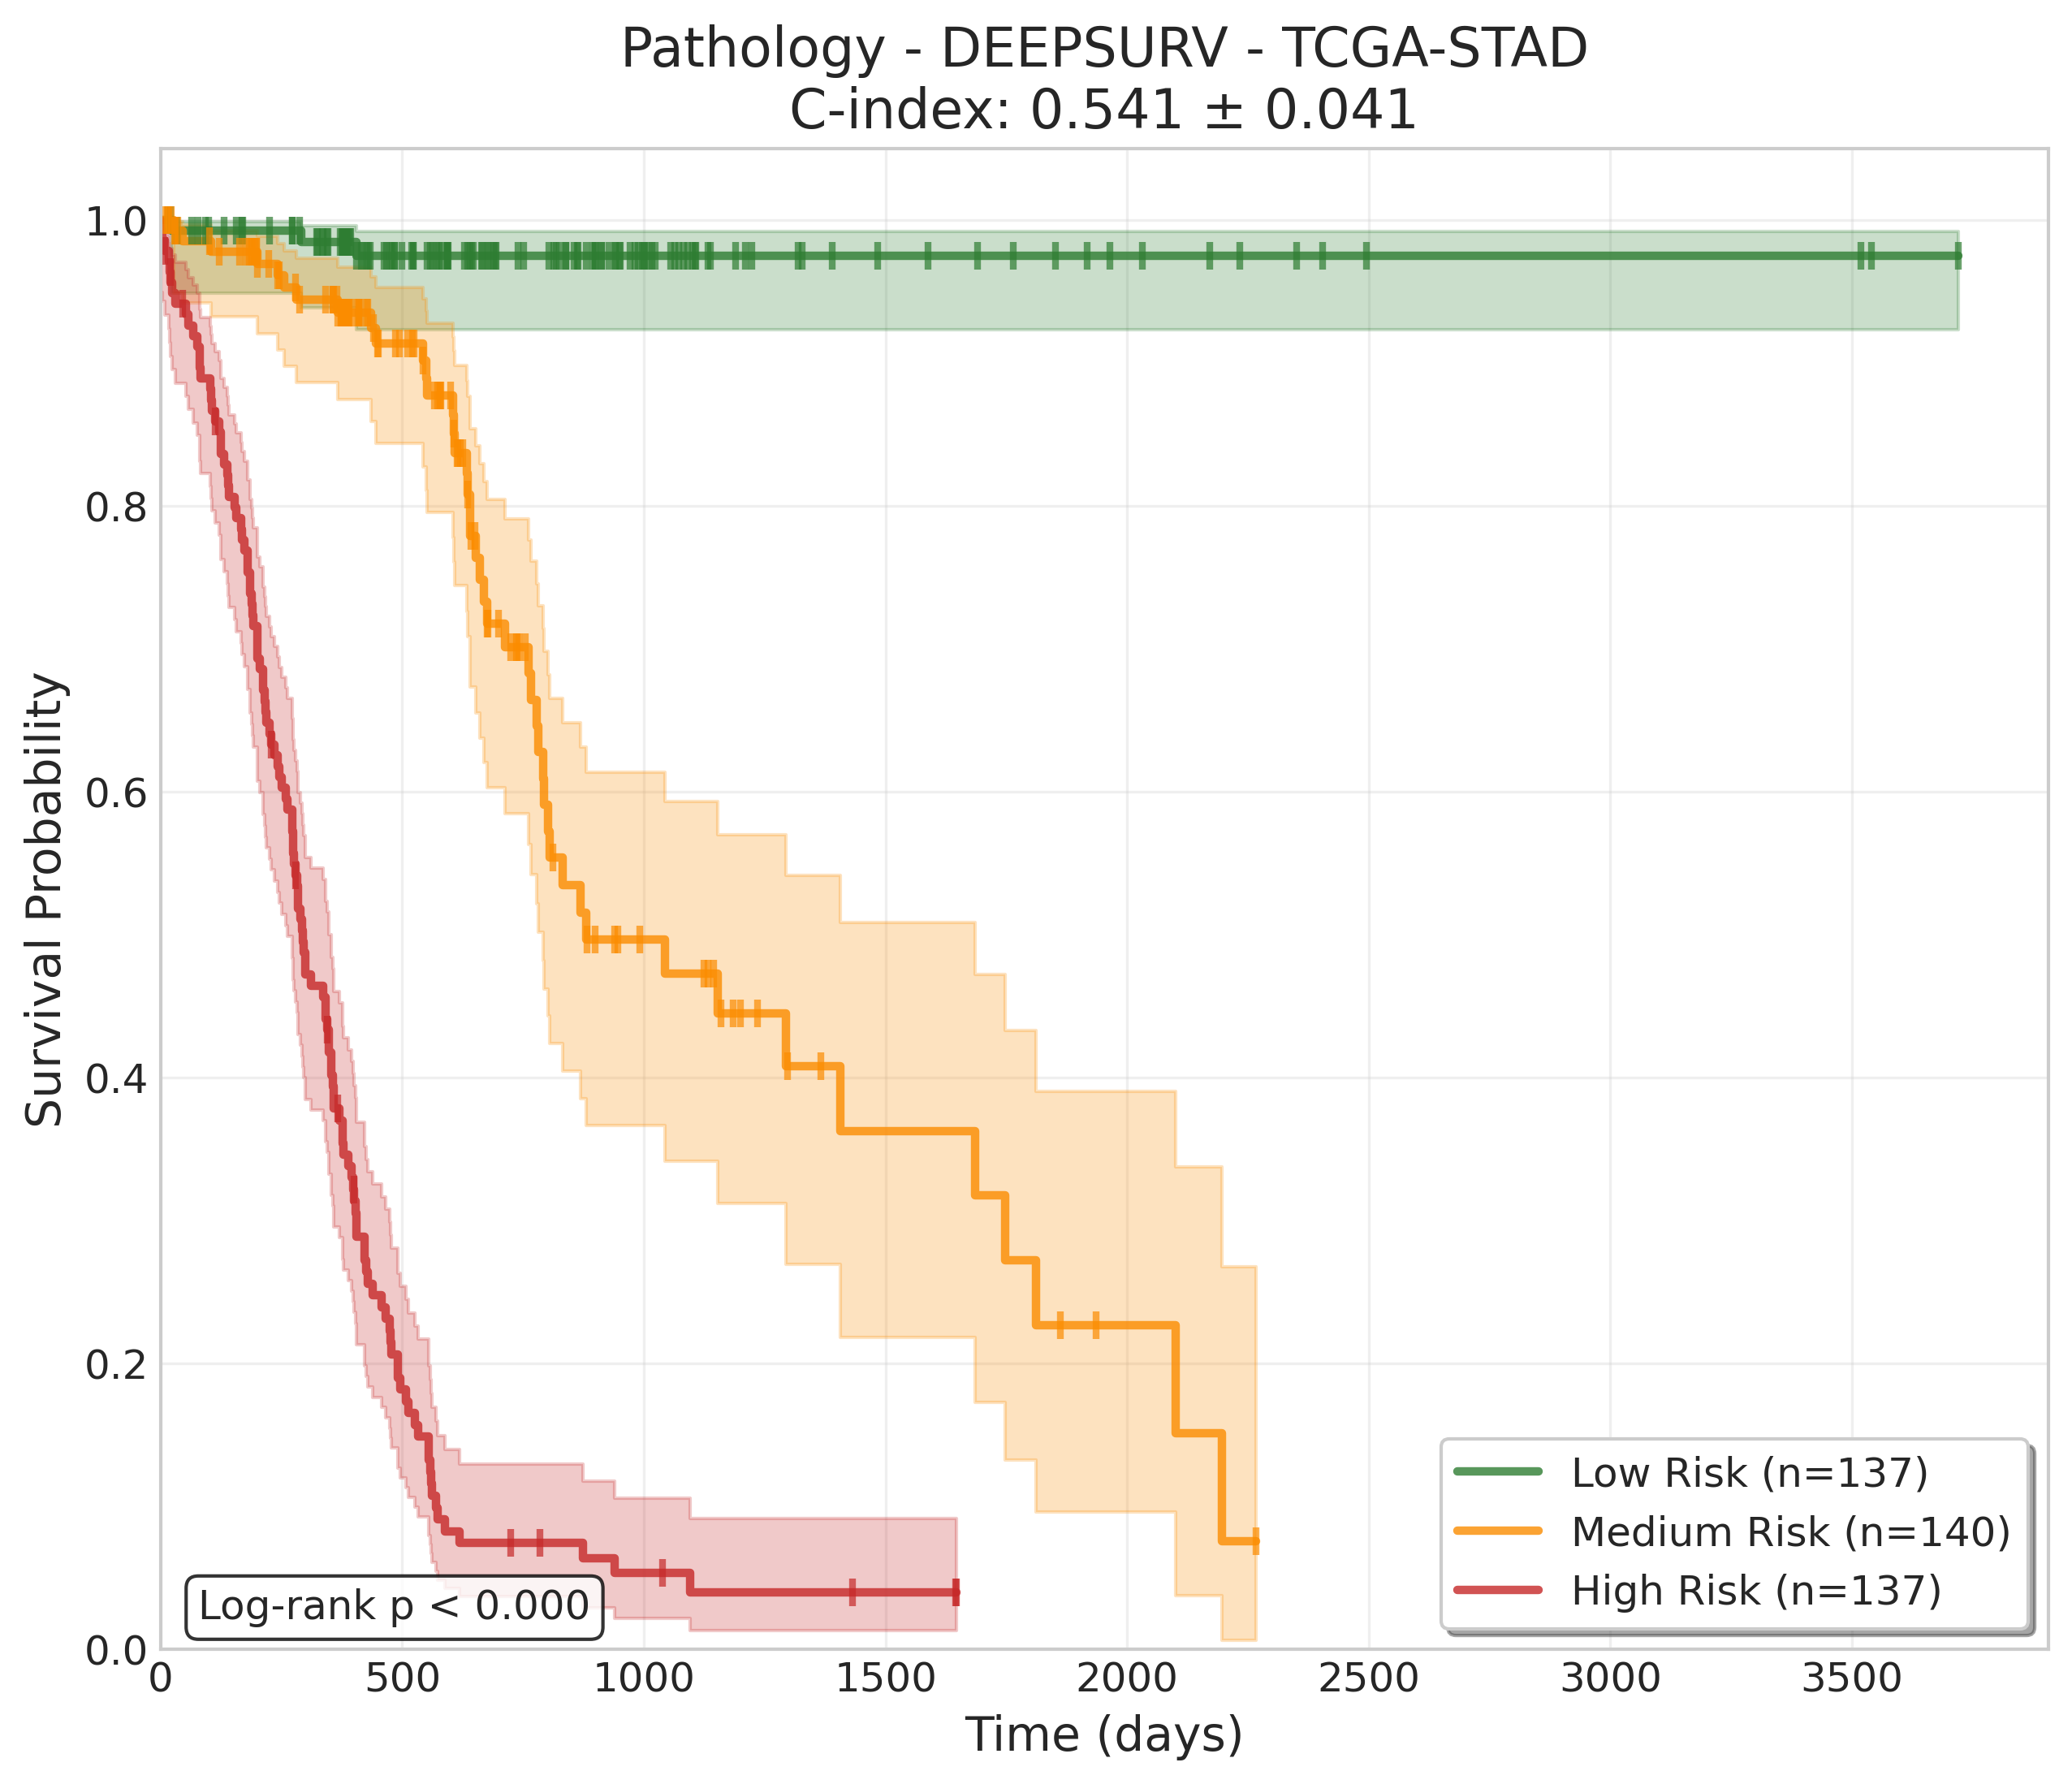 Pathology - DEEPSURV - TCGA-STAD
C-index: 0.541 ± 0.041
Survival Probability
1.0
0.8
0.6
0.4
0.2
0.0
Log-rank p < 0.000
Low Risk (n=137)
Medium Risk (n=140)
High Risk (n=137)
0 500 1000 1500 2000 2500 3000 3500
Time (days)